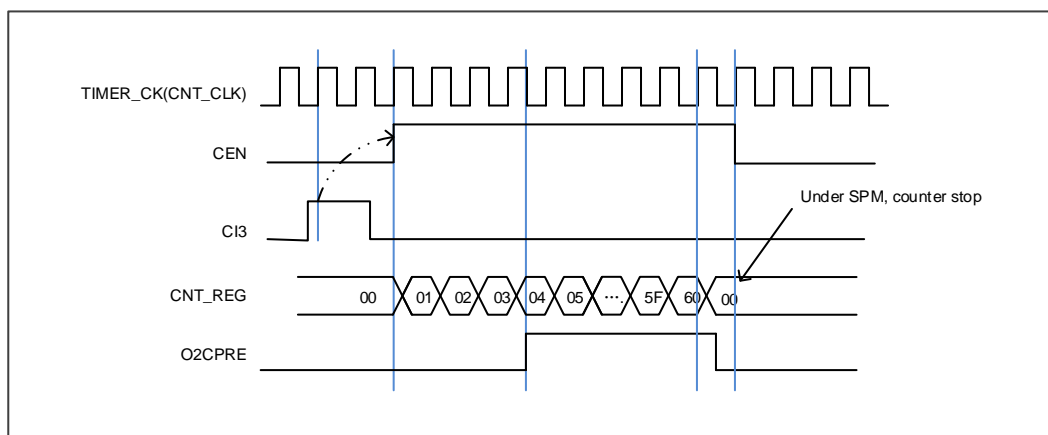 TIMER_CK(CNT_CLK)
CEN
Under SPM, counter stop
CI3
CNT_REG
00 01 02 03 04 05 …. 5F 60 00
O2CPRE